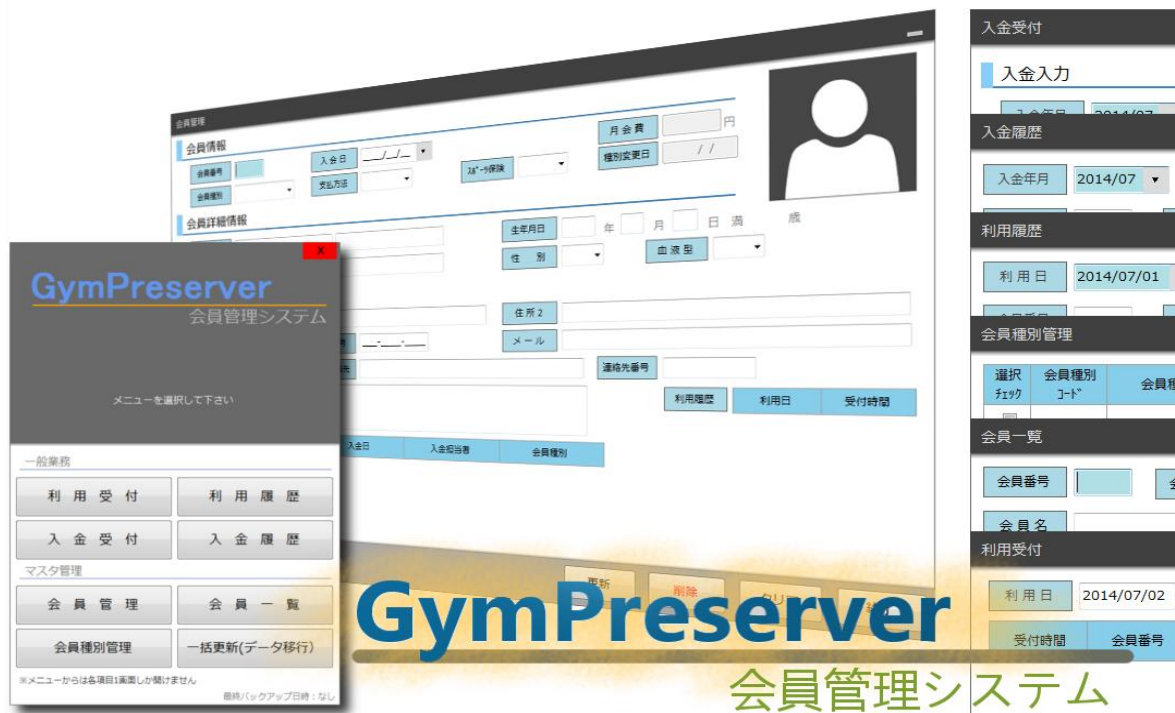 会員管理
会員情報
会員番号
入会日 __/_/_
月会費 円
会員種別
支払方法
ｽﾎﾟｰﾂ保険
種別変更日 / /
会員詳細情報
生年月日 年 月 日 満 歳
性 別
血液型
住所2
メール
連絡先番号
利用履歴 利用日 受付時間
入金日 入金担当者 会員種別
更新 削除
X
GymPreserver
会員管理システム
メニューを選択して下さい
一般業務
利用受付 利用履歴
入金受付 入金履歴
マスタ管理
会員管理 会員一覧
会員種別管理 一括更新(データ移行)
※メニューからは各項目1画面しか開けません
最終バックアップ日時：なし
GymPreserver
会員管理システム
入金受付
入金入力
入金年月 2014/07
入金履歴
入金年月 2014/07
利用履歴
利用日 2014/07/01
会員種別管理
選択 会員種別
ﾁｪｯｸ ｺｰﾄﾞ 会員種
会員一覧
会員番号
会員名
利用受付
利用日 2014/07/02
受付時間 会員番号